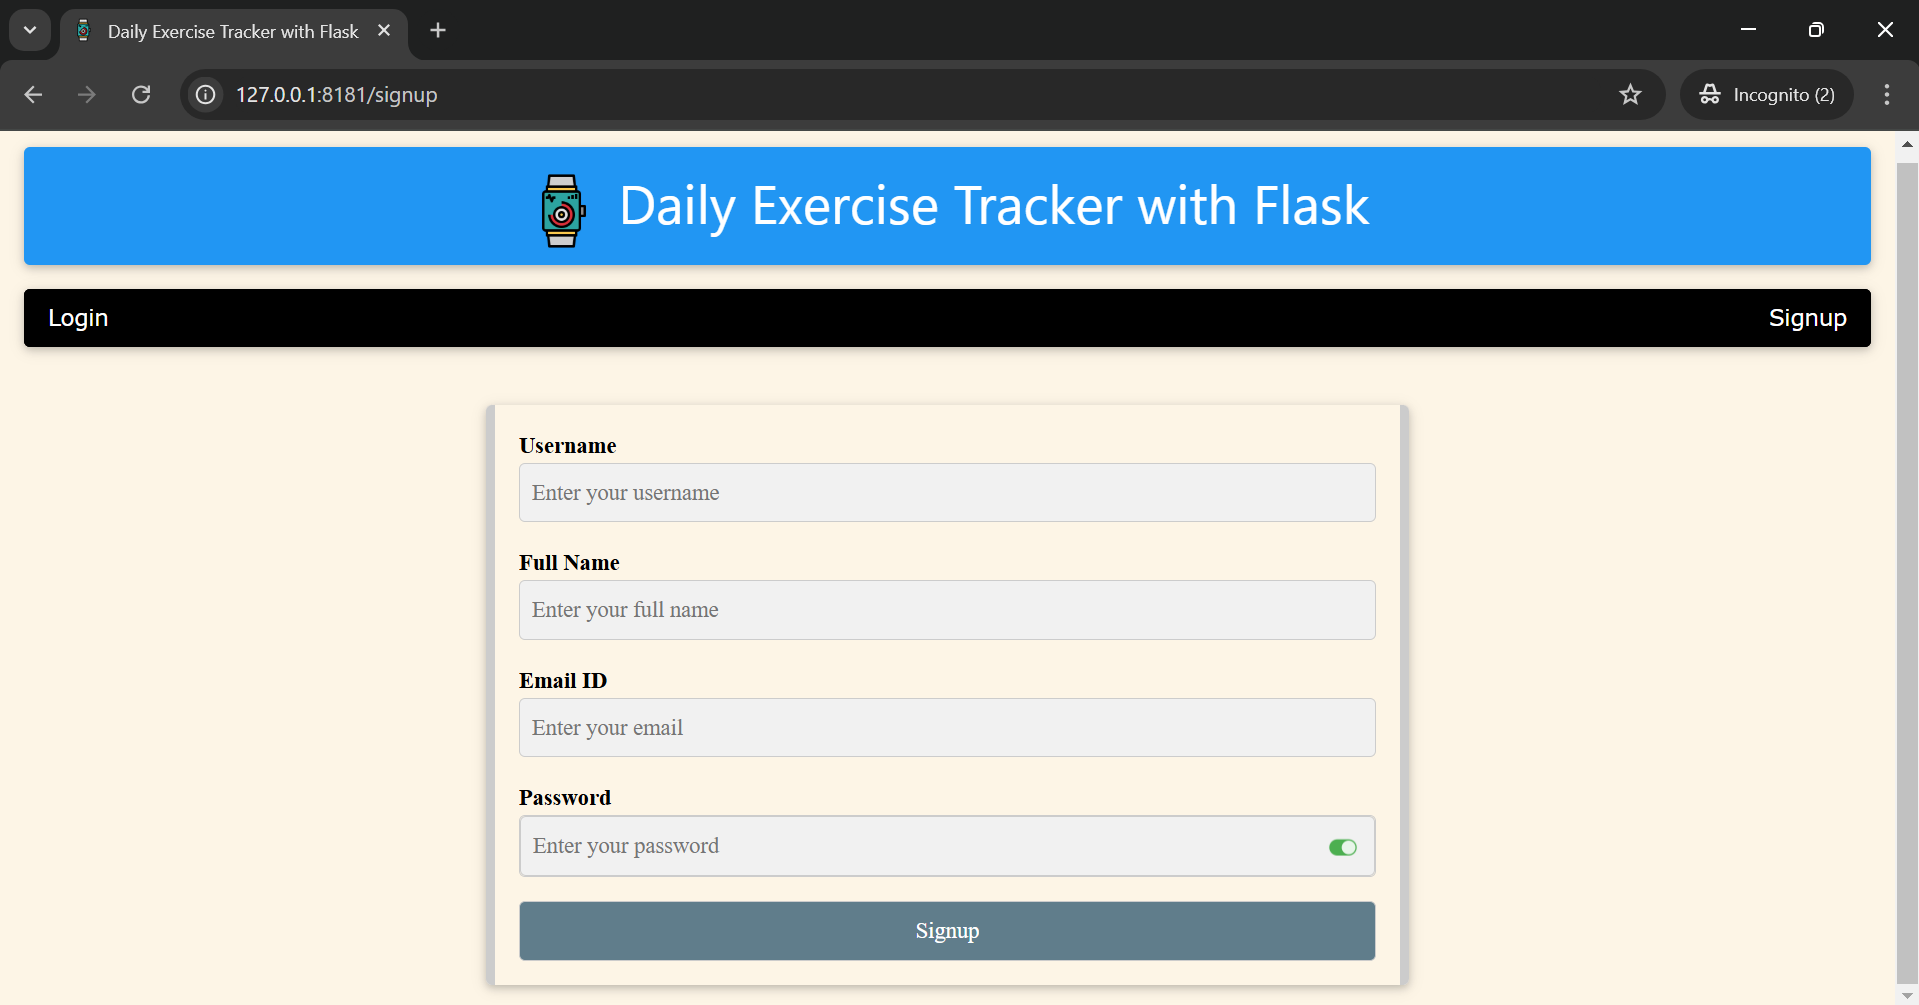 Daily Exercise Tracker with Flask
127.0.0.1:8181/signup
Incognito (2)
Daily Exercise Tracker with Flask
Login
Signup
Username
Enter your username
Full Name
Enter your full name
Email ID
Enter your email
Password
Enter your password
Signup